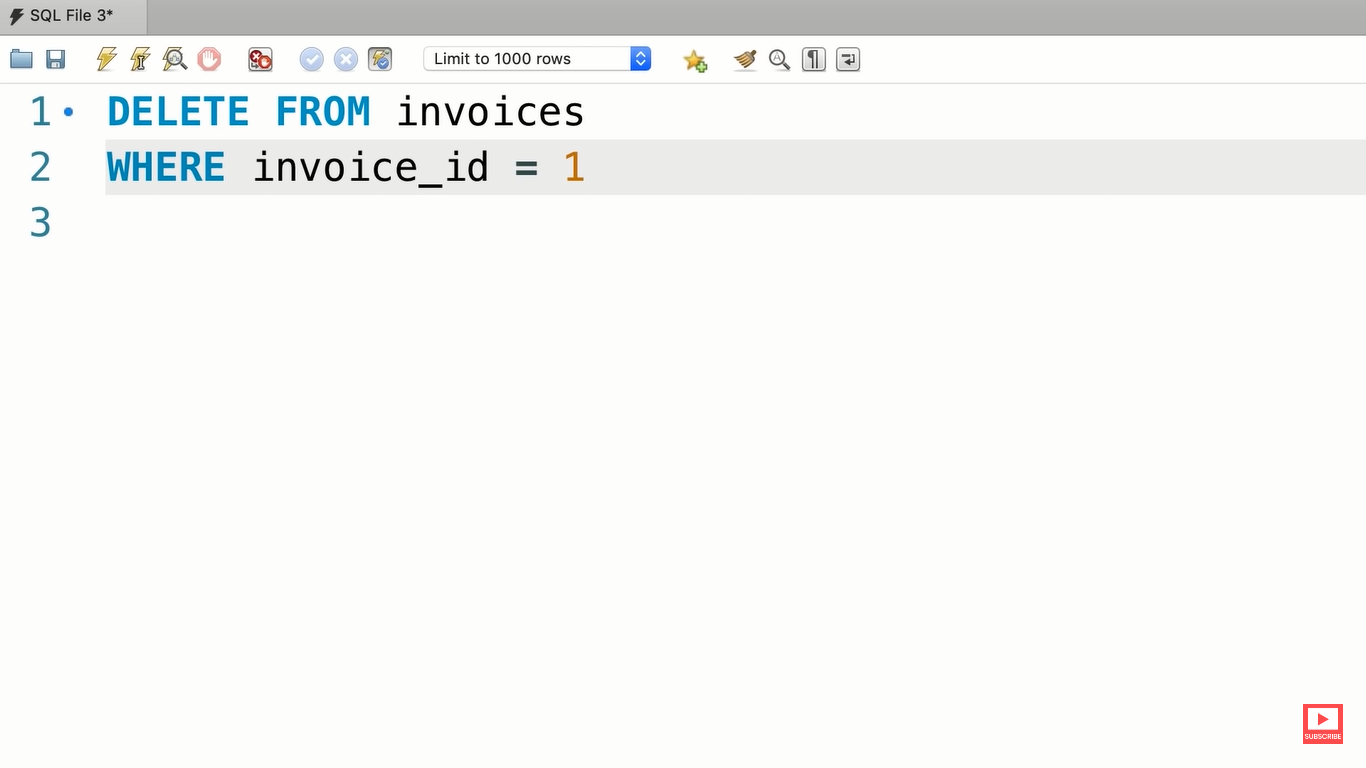 SQL File 3*
Limit to 1000 rows
1 DELETE FROM invoices
2 WHERE invoice_id = 1
3
SUBSCRIBE